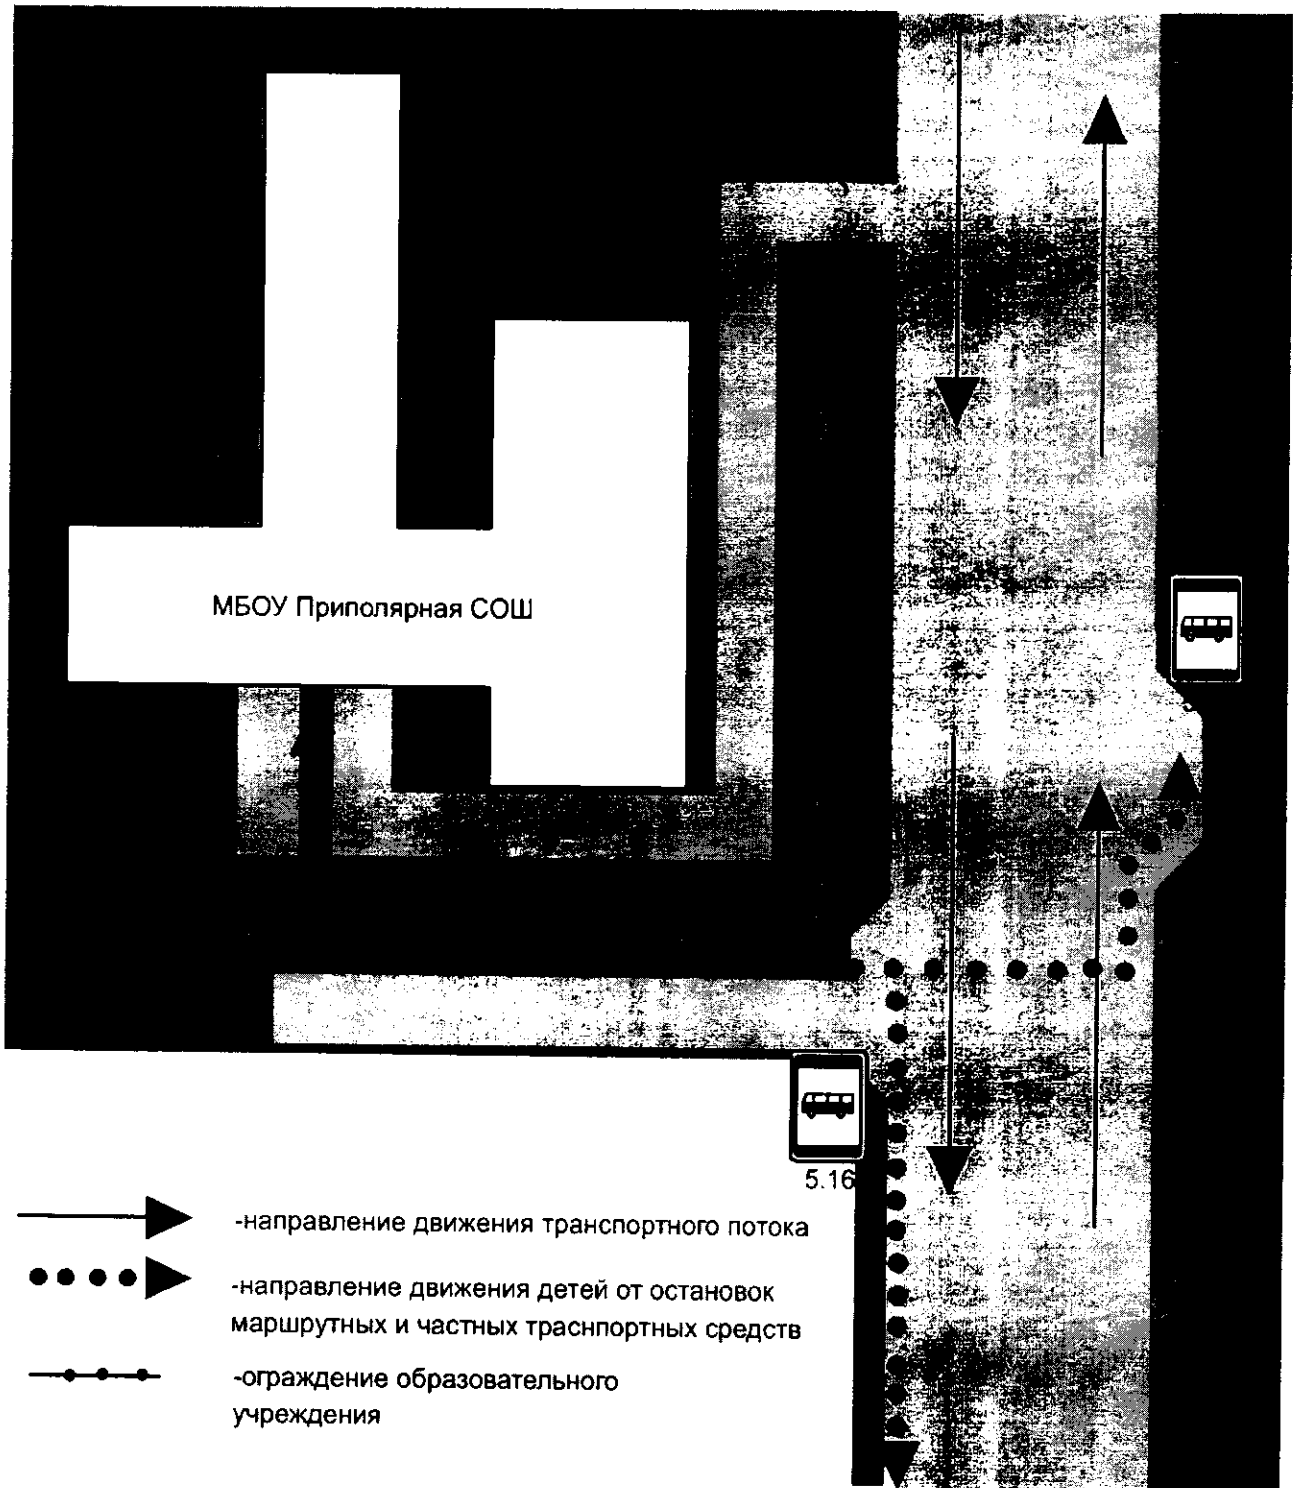 МБОУ Приполярная СОШ
5.16
-направление движения транспортного потока
-направление движения детей от остановок
маршрутных и частных траснпортных средств
-ограждение образовательного
учреждения